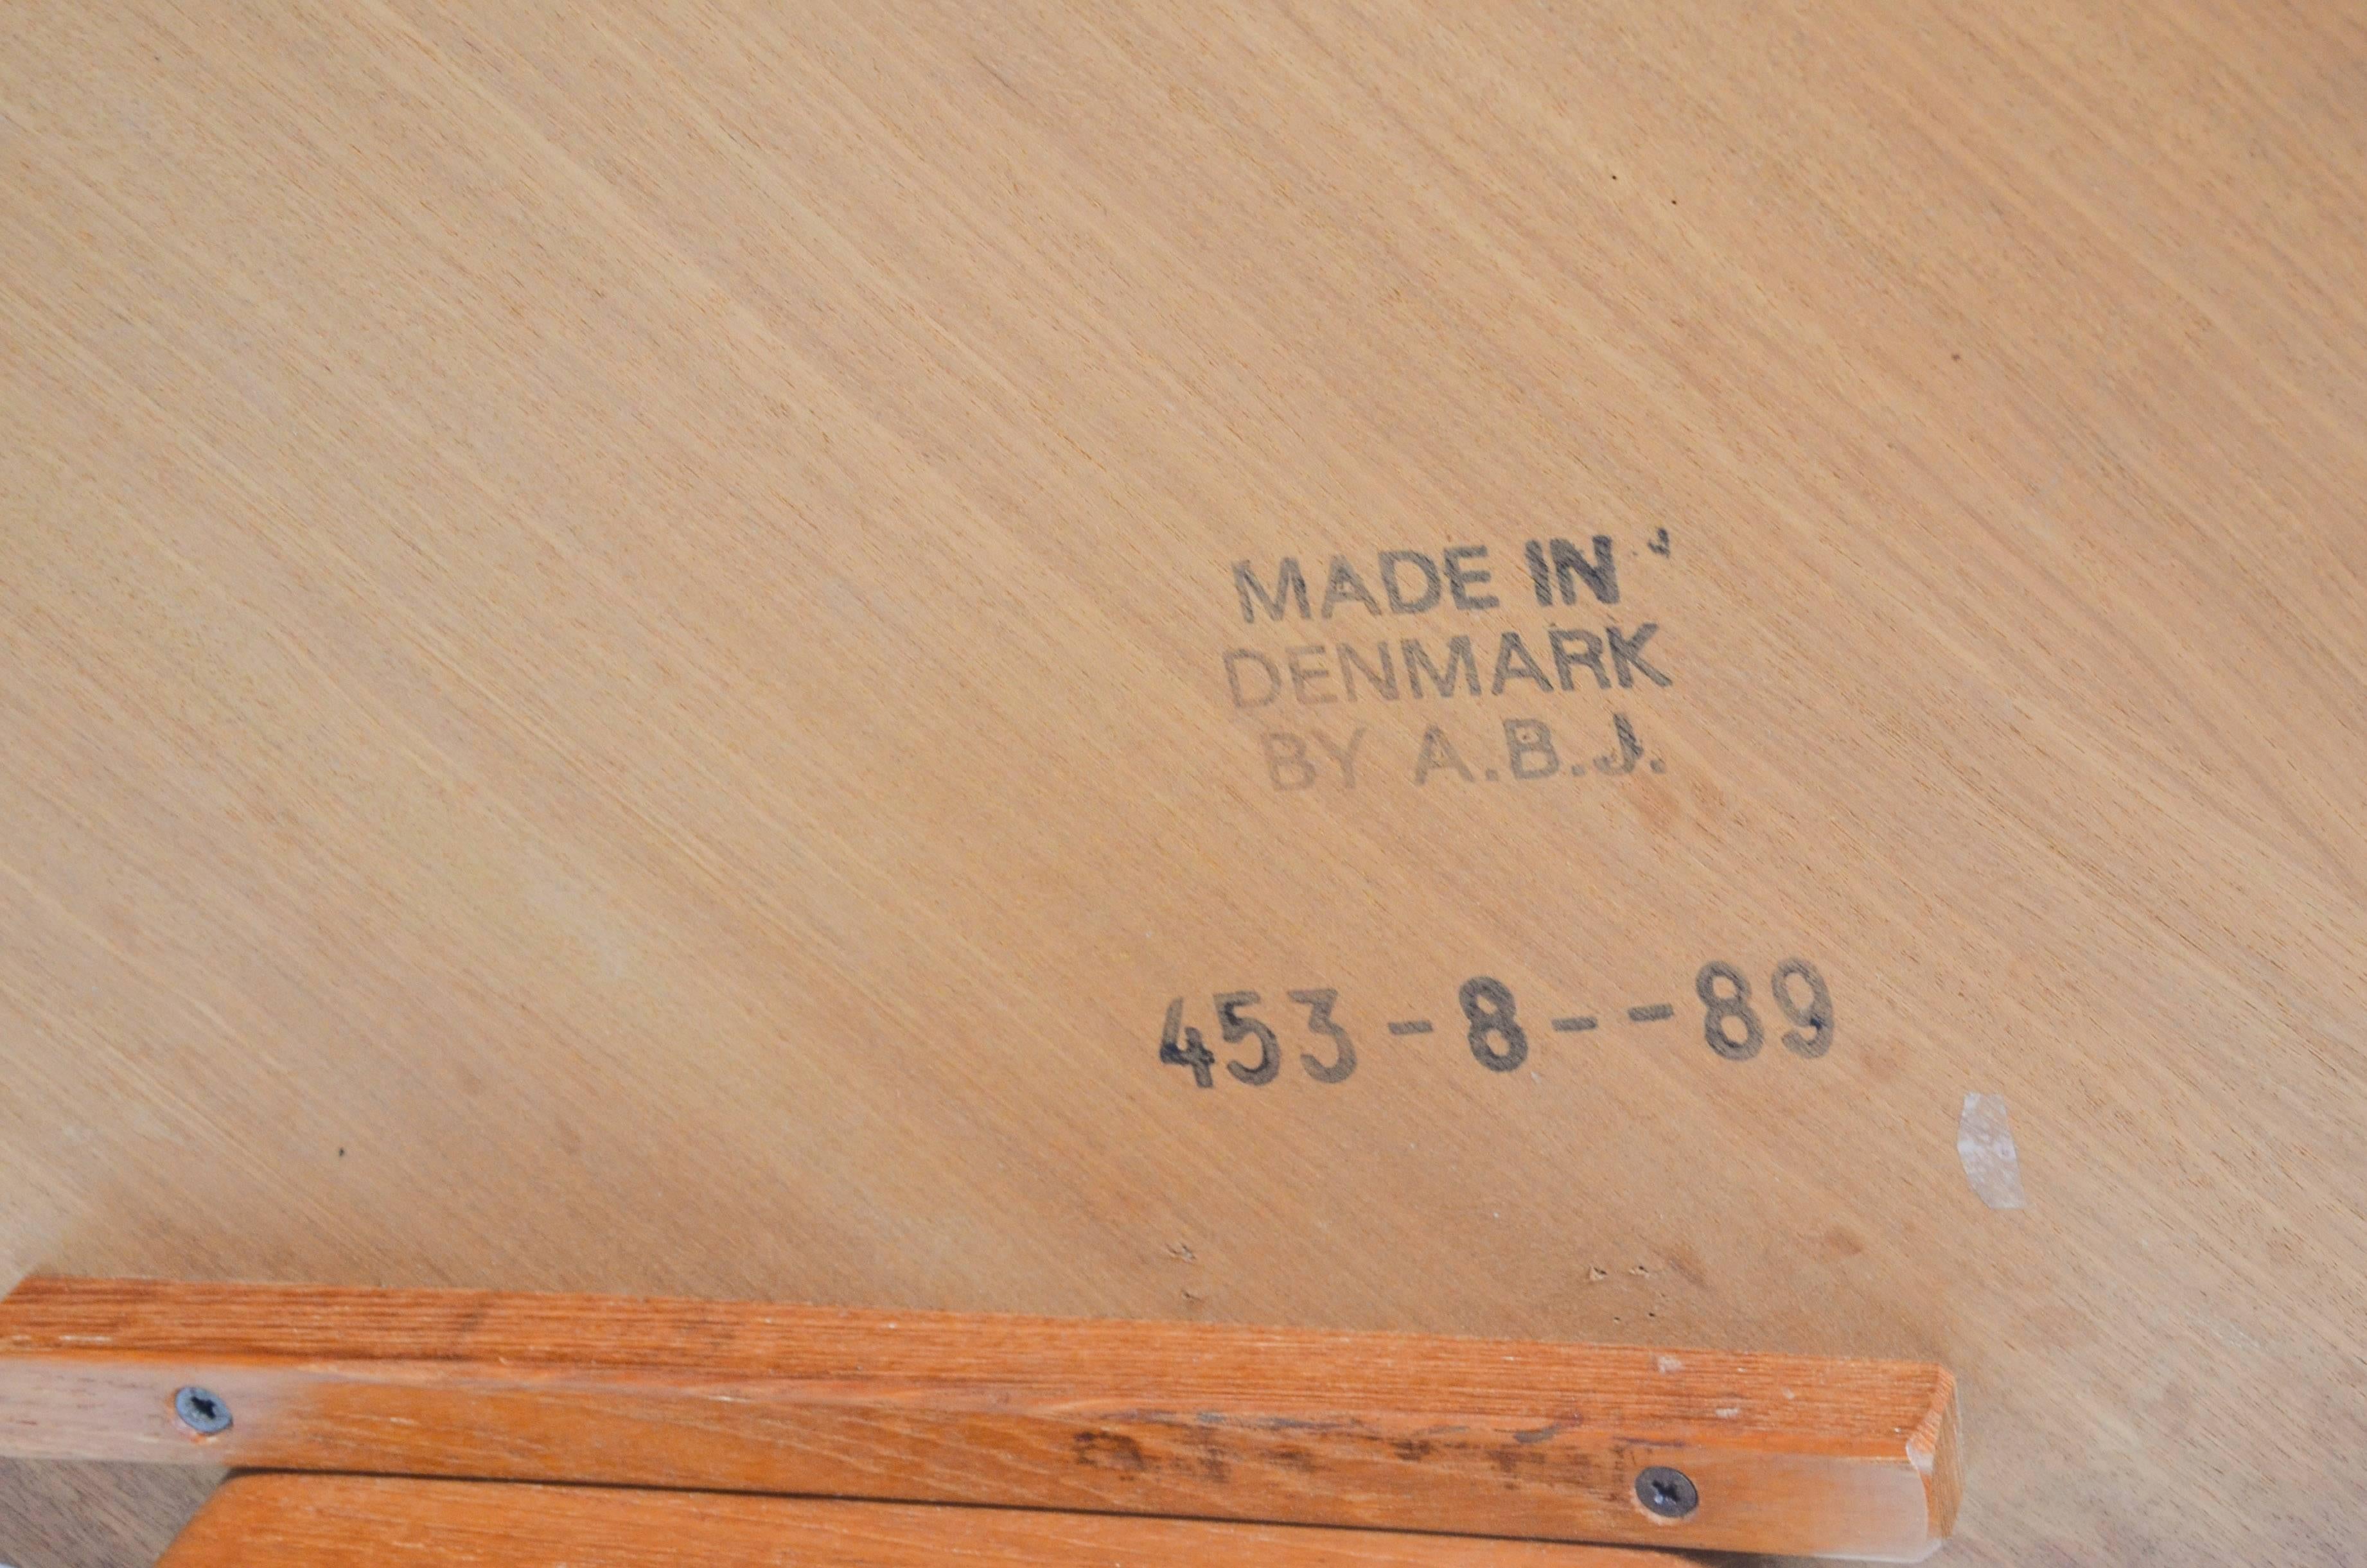 MADE IN
DENMARK
BY A.B.J.
453-8--89